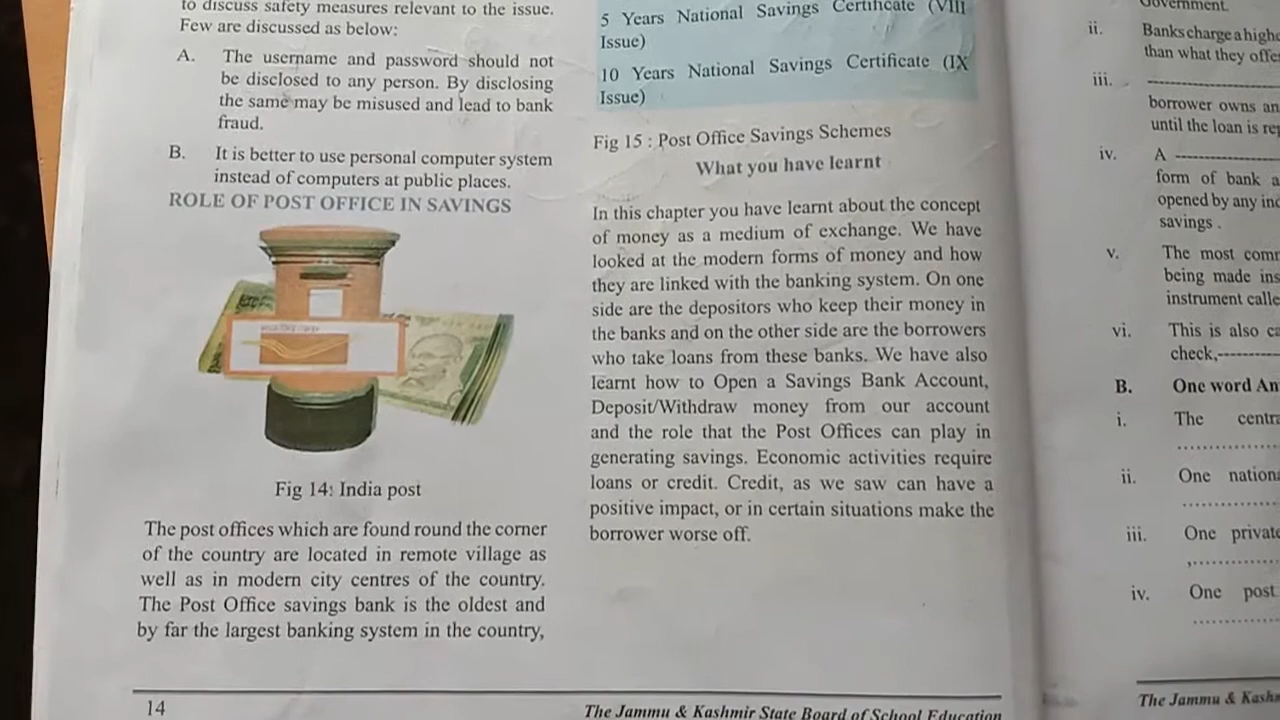 to discuss safety measures relevant to the issue.
Few are discussed as below:
A. The username and password should not
be disclosed to any person. By disclosing
the same may be misused and lead to bank
fraud.
B. It is better to use personal computer system
instead of computers at public places.
ROLE OF POST OFFICE IN SAVINGS
Fig 14: India post
The post offices which are found round the corner
of the country are located in remote village as
well as in modern city centres of the country.
The Post Office savings bank is the oldest and
by far the largest banking system in the country,
5 Years National Savings Certificate (VIII
Issue)
10 Years National Savings Certificate (IX
Issue)
Fig 15 : Post Office Savings Schemes
What you have learnt
In this chapter you have learnt about the concept
of money as a medium of exchange. We have
looked at the modern forms of money and how
they are linked with the banking system. On one
side are the depositors who keep their money in
the banks and on the other side are the borrowers
who take loans from these banks. We have also
learnt how to Open a Savings Bank Account,
Deposit/Withdraw money from our account
and the role that the Post Offices can play in
generating savings. Economic activities require
loans or credit. Credit, as we saw can have a
positive impact, or in certain situations make the
borrower worse off.
14
The Jammu & Kashmir State Board of School Education
Government.
ii. Banks charge a highe
than what they offe
iii. --------------------
borrower owns an
until the loan is re
iv. A --------------------
form of bank a
opened by any
savings .
v. The most com
being made ins
instrument calle
vi. This is also ca
check,-----------
B. One word An
i. The centra
....................
ii. One nationa
....................
iii. One private
,...................
iv. One post
....................
The Jammu & Kash